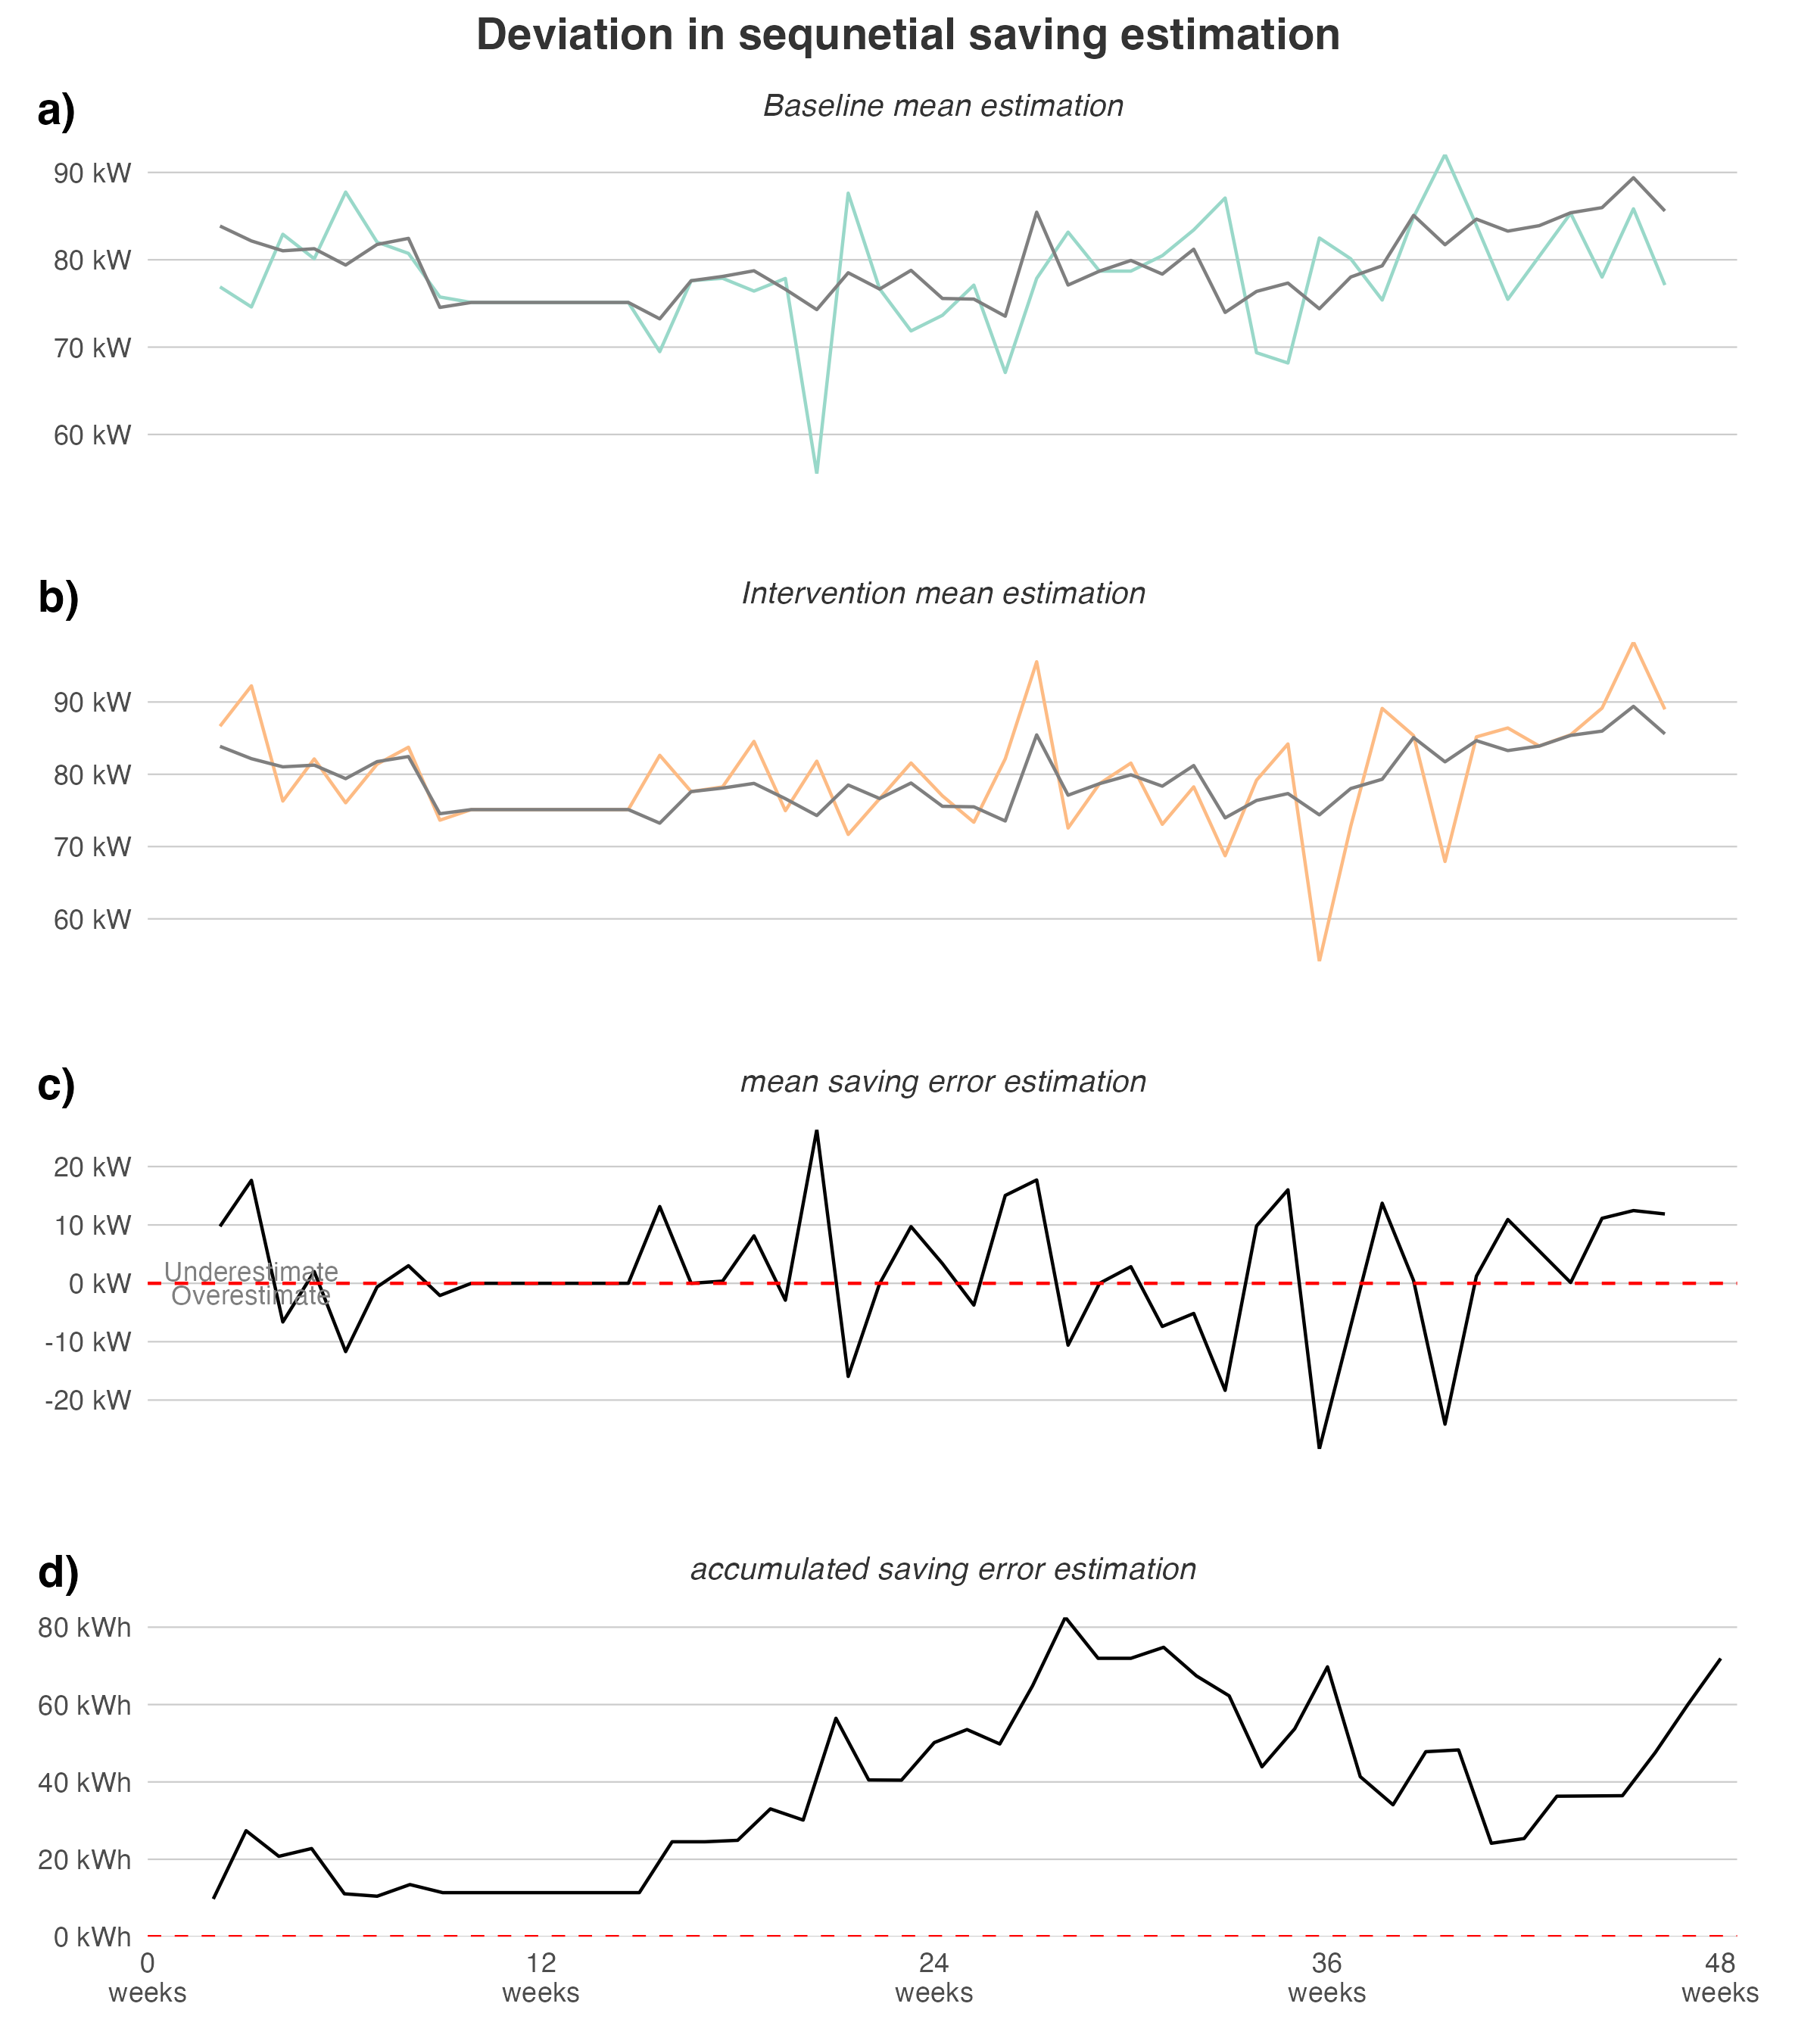 Deviation in sequnetial saving estimation
a)
Baseline mean estimation
90 kW
80 kW
70 kW
60 kW
b)
Intervention mean estimation
90 kW
80 kW
70 kW
60 kW
c)
mean saving error estimation
20 kW
10 kW
Underestimate
0 kW
Overestimate
-10 kW
-20 kW
d)
accumulated saving error estimation
80 kWh
60 kWh
40 kWh
20 kWh
0 kWh
0 12 24 36 48
weeks weeks weeks weeks weeks